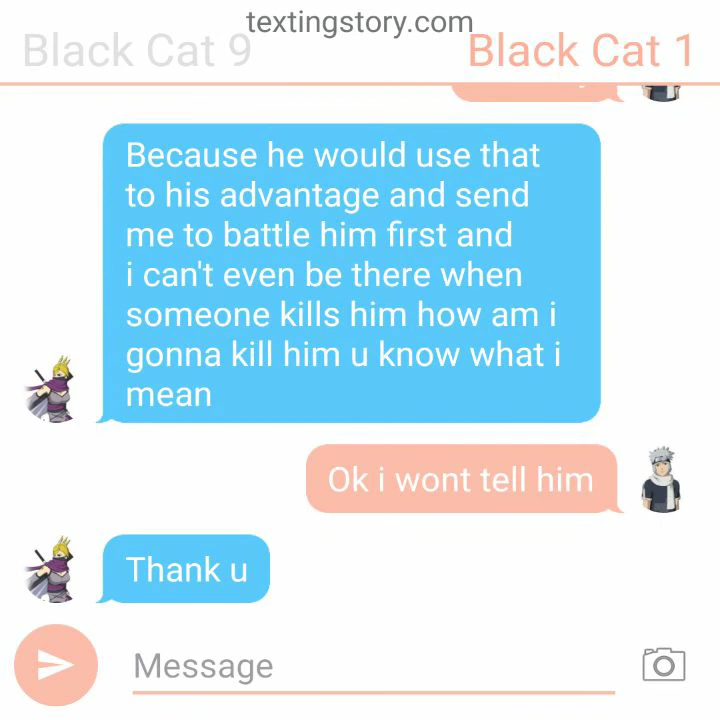 textingstory.com
Black Cat 9
Black Cat 1
Because he would use that
to his advantage and send
me to battle him first and
i can't even be there when
someone kills him how am i
gonna kill him u know what i
mean
Ok i wont tell him
Thank u
Message